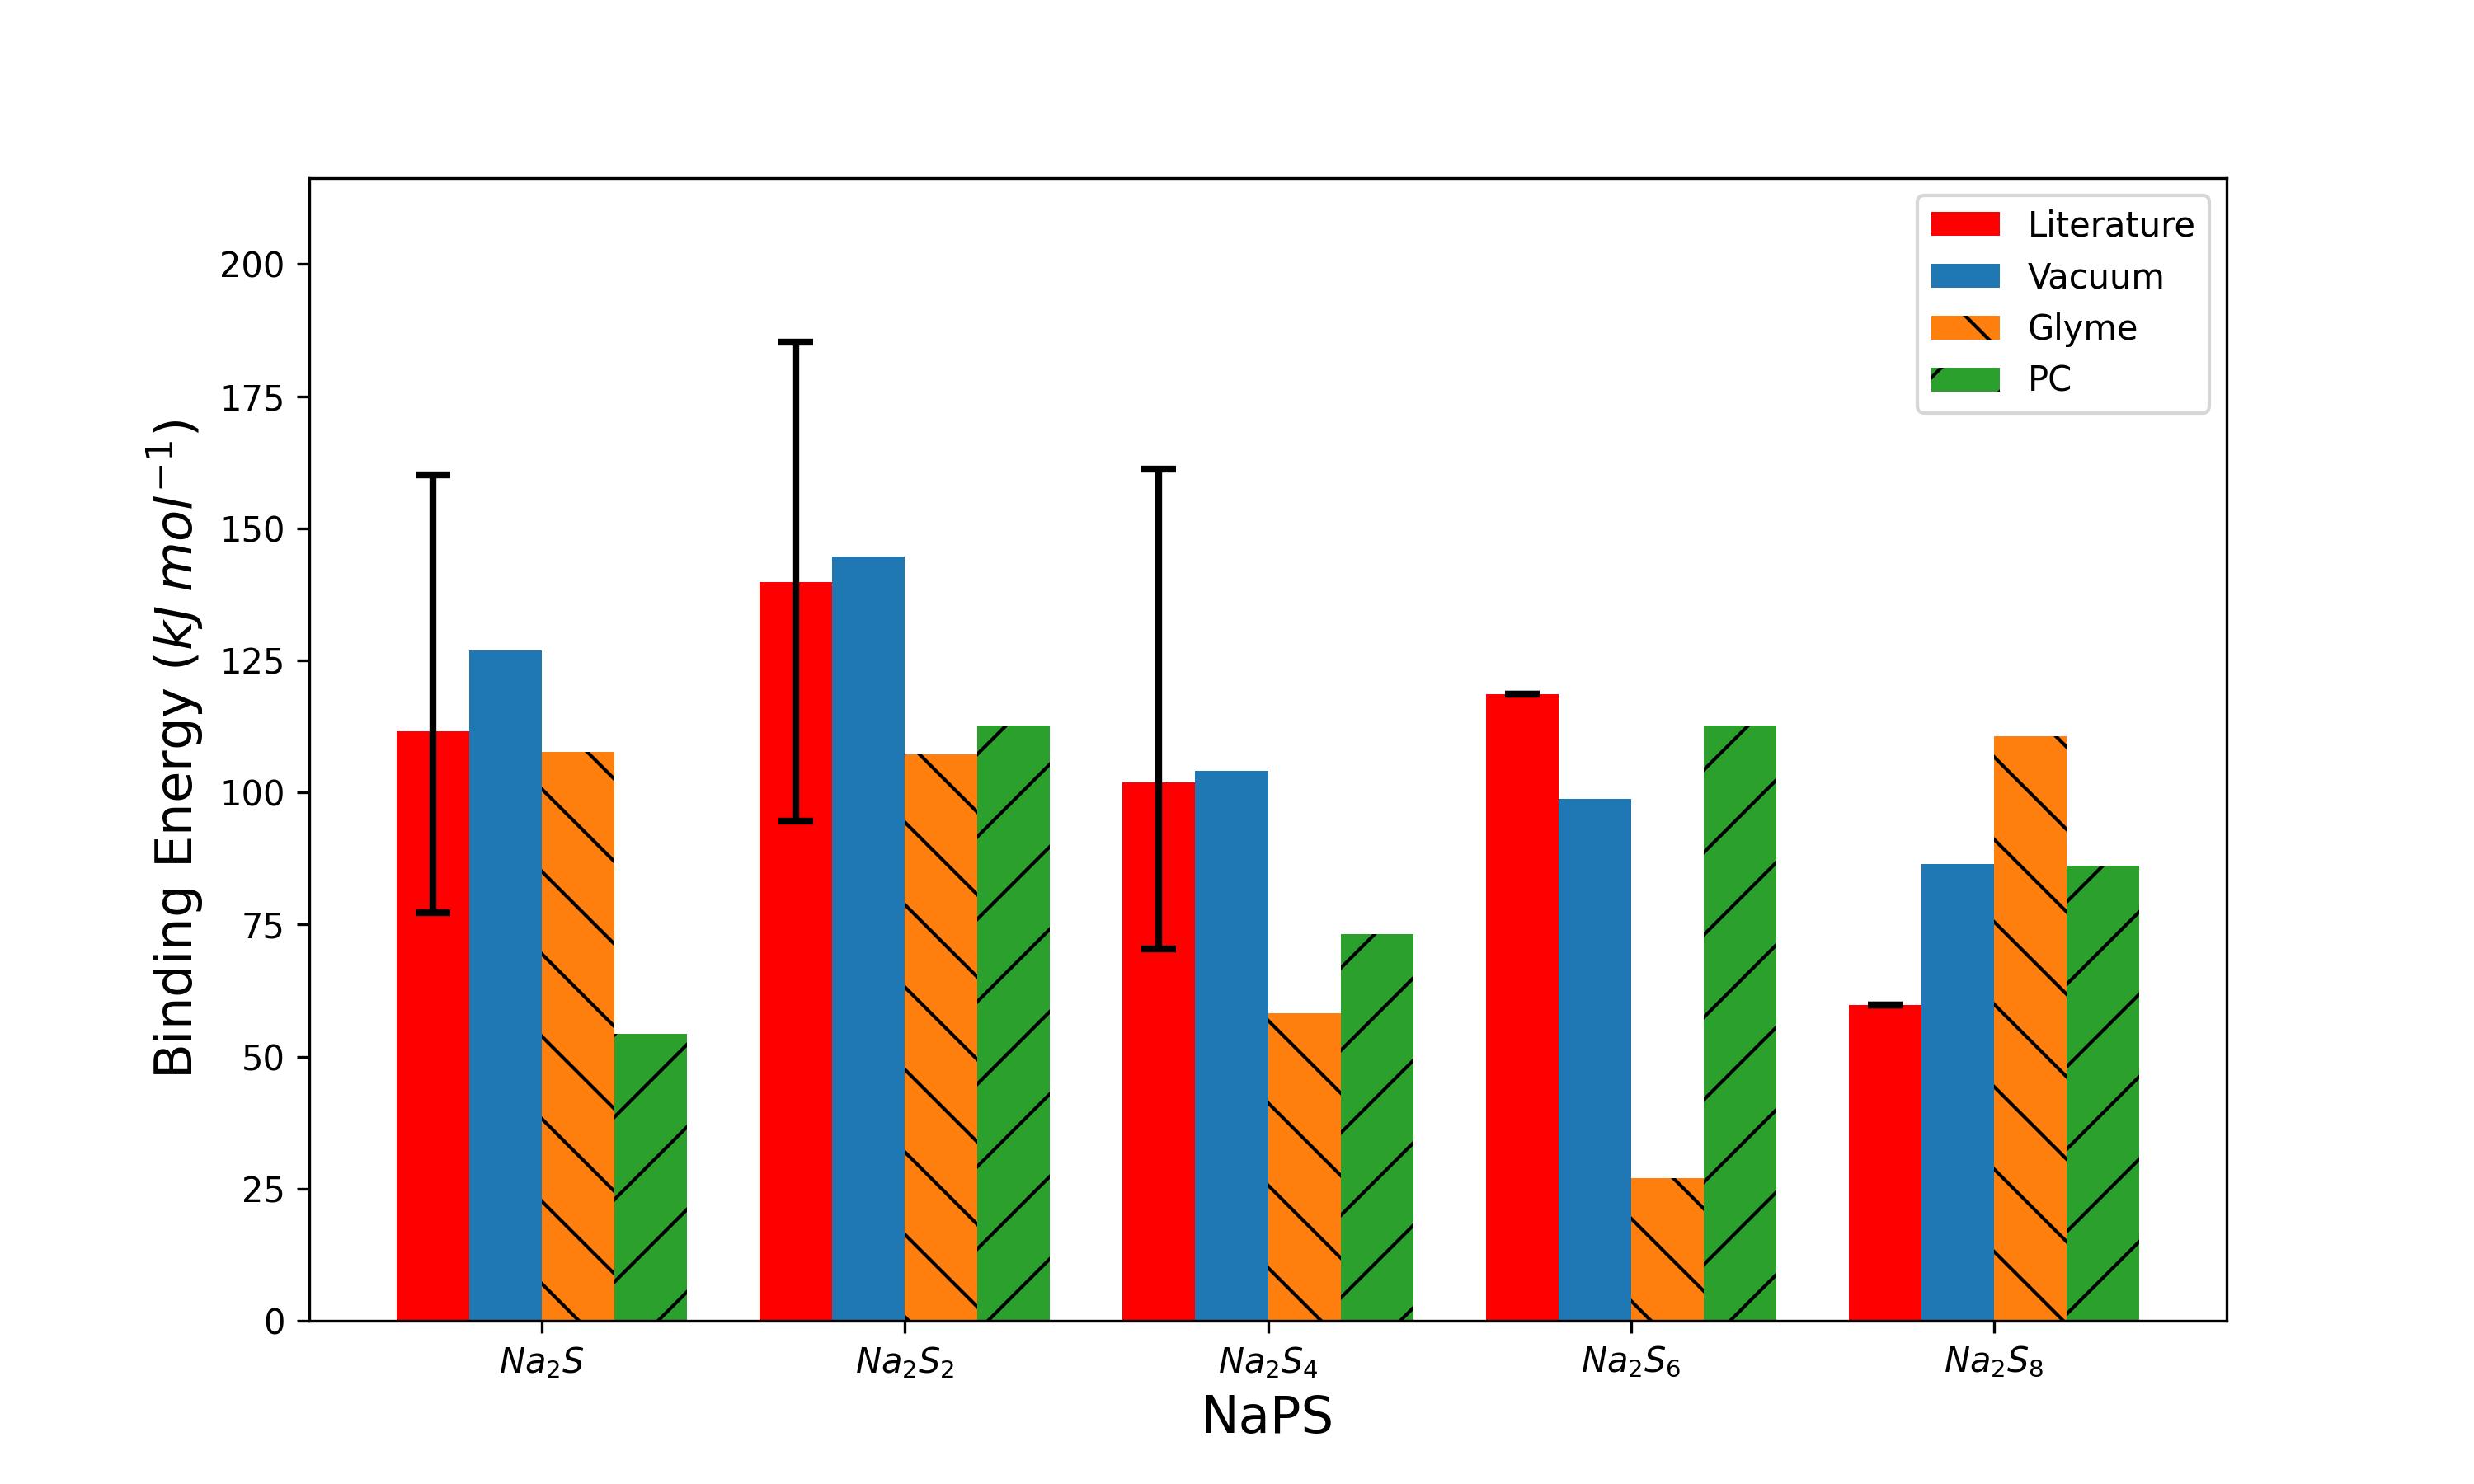 Literature
Vacuum
Glyme
PC
Binding Energy (kJ mol⁻¹)
200
175
150
125
100
75
50
25
0
Na₂S Na₂S₂ Na₂S₄ Na₂S₆ Na₂S₈
NaPS